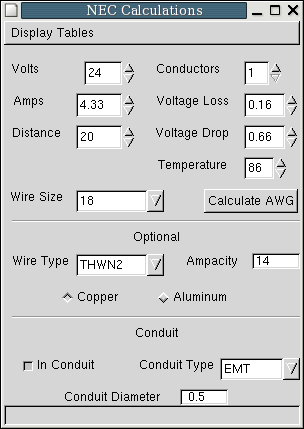 NEC Calculations
Display Tables
Volts 24 Conductors 1
Amps 4.33 Voltage Loss 0.16
Distance 20 Voltage Drop 0.66
Temperature 86
Wire Size 18 Calculate AWG
Optional
Wire Type THWN2 Ampacity 14
Copper Aluminum
Conduit
In Conduit Conduit Type EMT
Conduit Diameter 0.5